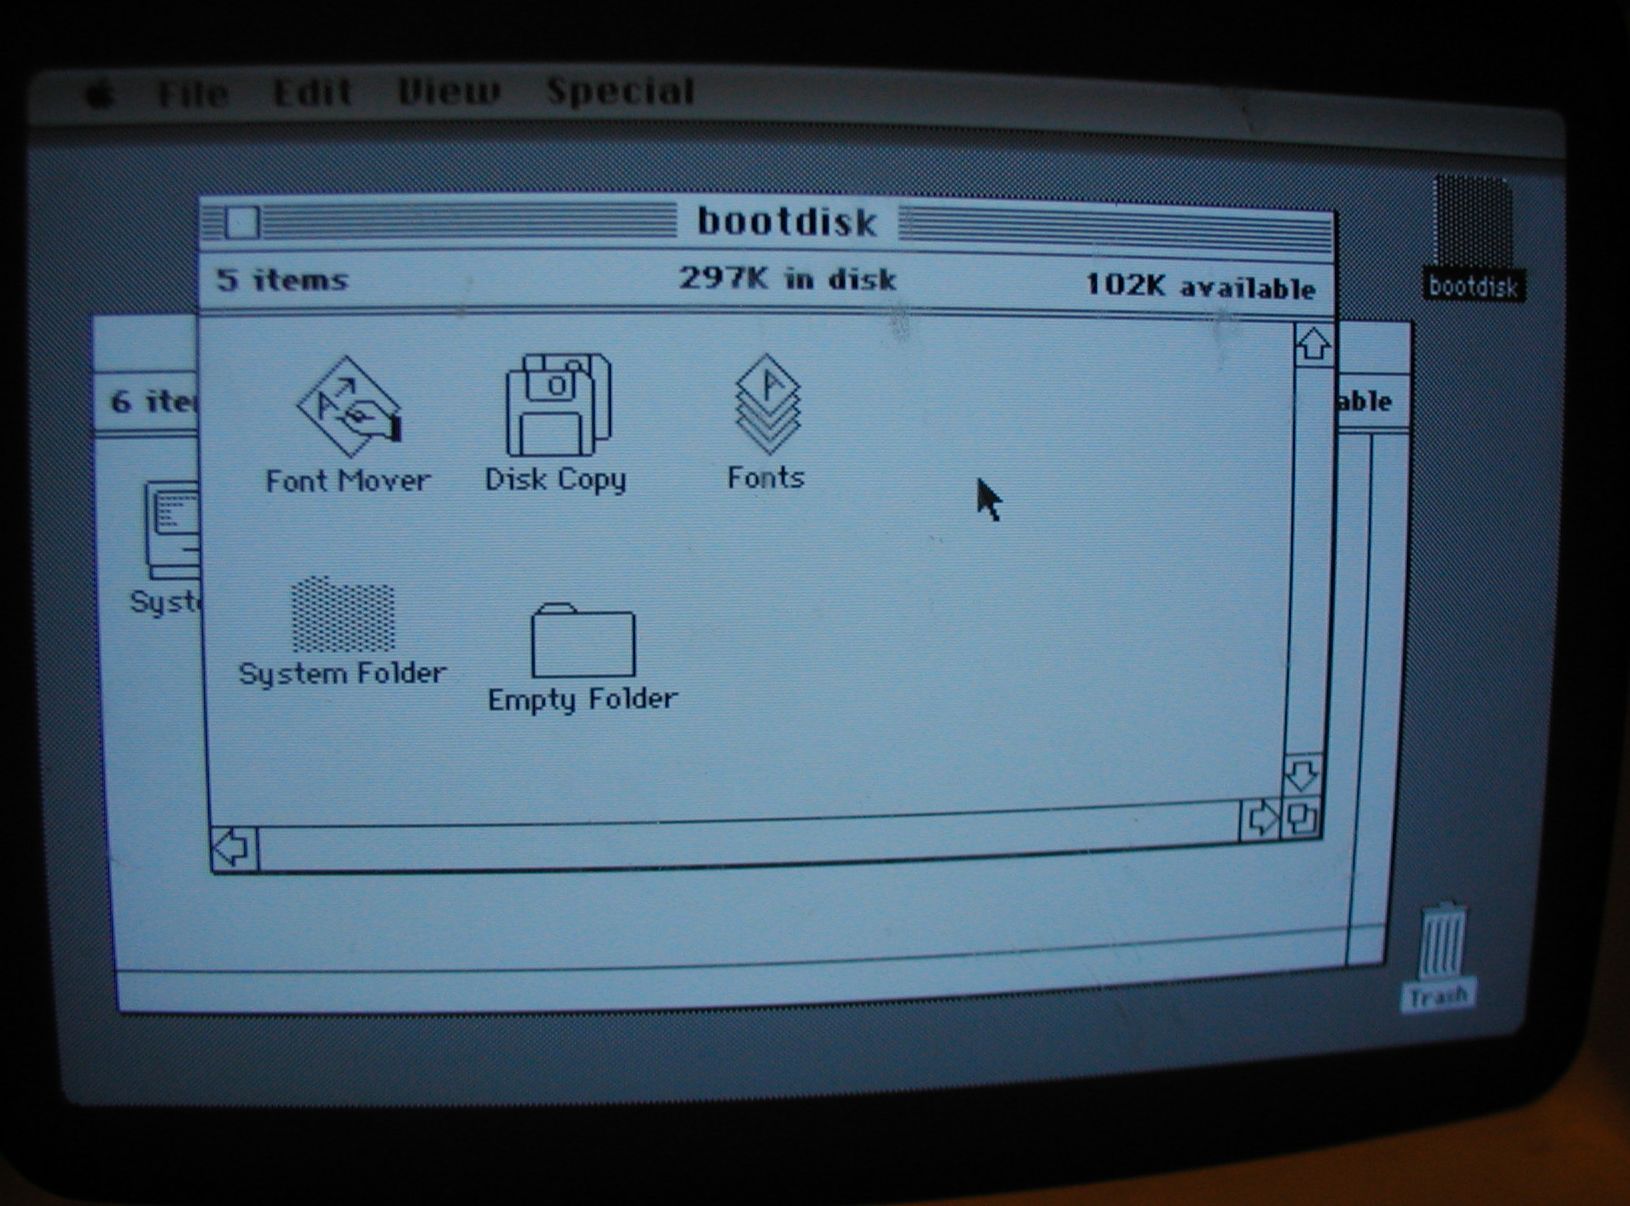 File Edit View Special
bootdisk
5 items 297K in disk 102K available
bootdisk
6 ite
able
Font Mover Disk Copy Fonts
Syst
System Folder Empty Folder
Trash